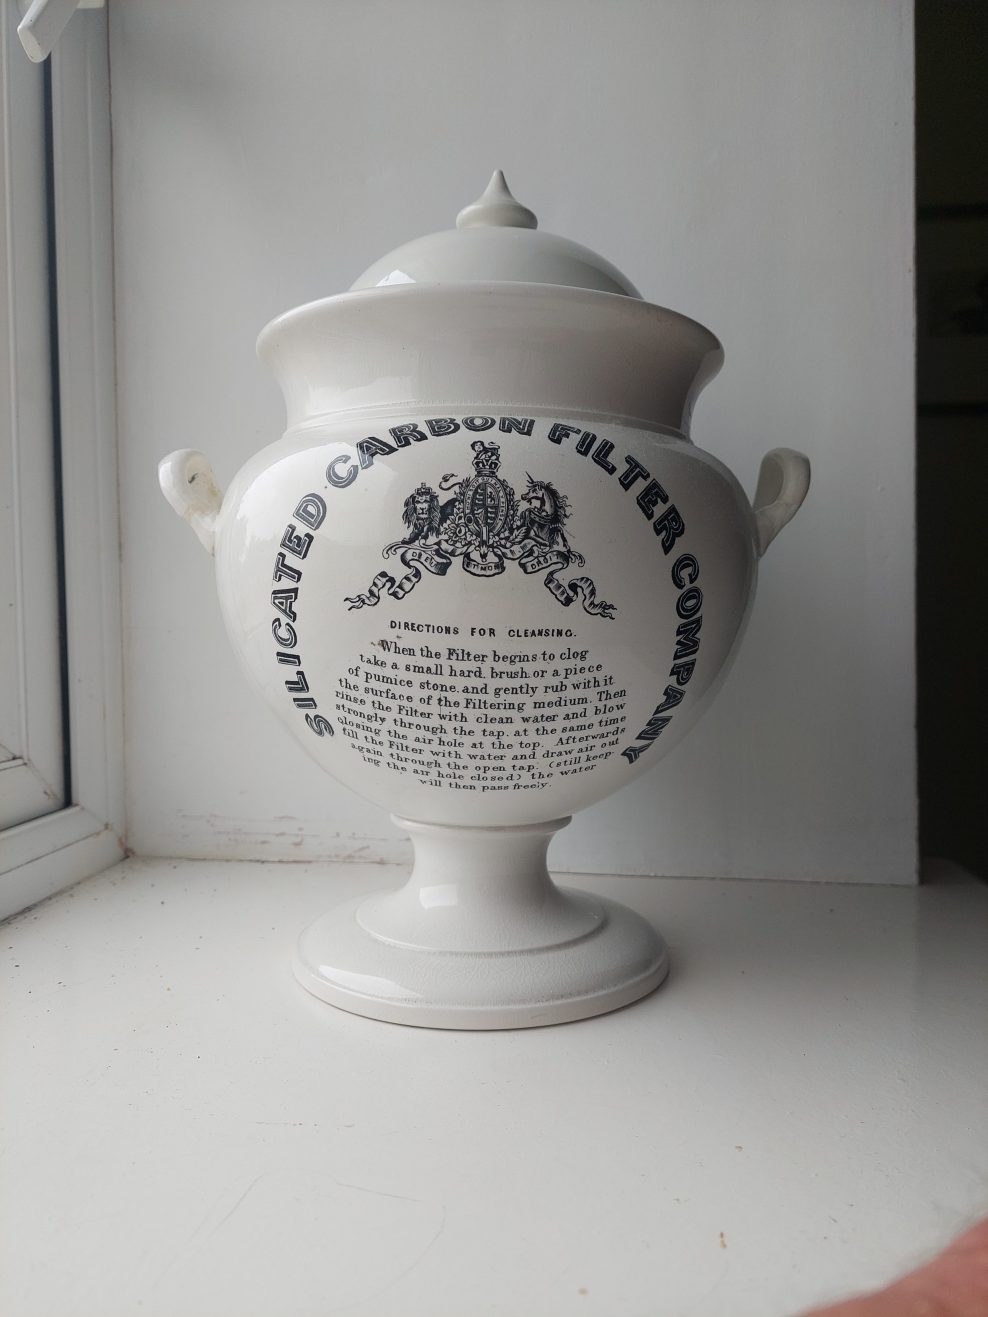 SILICATED CARBON FILTER COMPANY
DIEU ET MON DROIT
DIRECTIONS FOR CLEANSING.
When the Filter begins to clog
take a small hard. brush. or a piece
of pumice stone. and gently rub with it
the surface of the Filtering medium. Then
rinse the Filter with clean water and blow
strongly through the tap. at the same time
closing the air hole at the top. Afterwards
fill the Filter with water and draw air out
again through the open tap. (still keep-
ing the air hole closed) the water
will then pass freely.